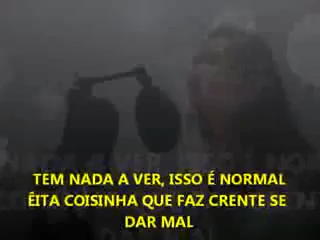 TEM NADA A VER, ISSO É NORMAL
ÊITA COISINHA QUE FAZ CRENTE SE
DAR MAL